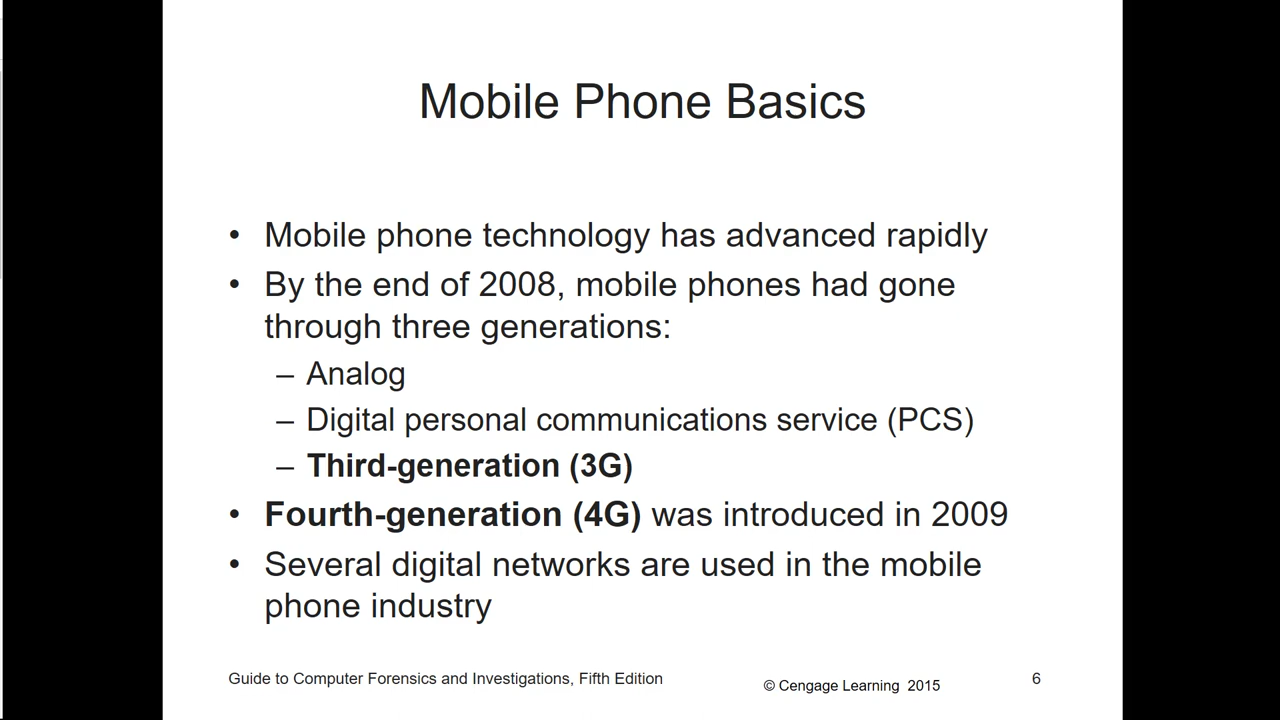 Mobile Phone Basics
• Mobile phone technology has advanced rapidly
• By the end of 2008, mobile phones had gone
through three generations:
– Analog
– Digital personal communications service (PCS)
– Third-generation (3G)
• Fourth-generation (4G) was introduced in 2009
• Several digital networks are used in the mobile
phone industry
Guide to Computer Forensics and Investigations, Fifth Edition
© Cengage Learning 2015
6